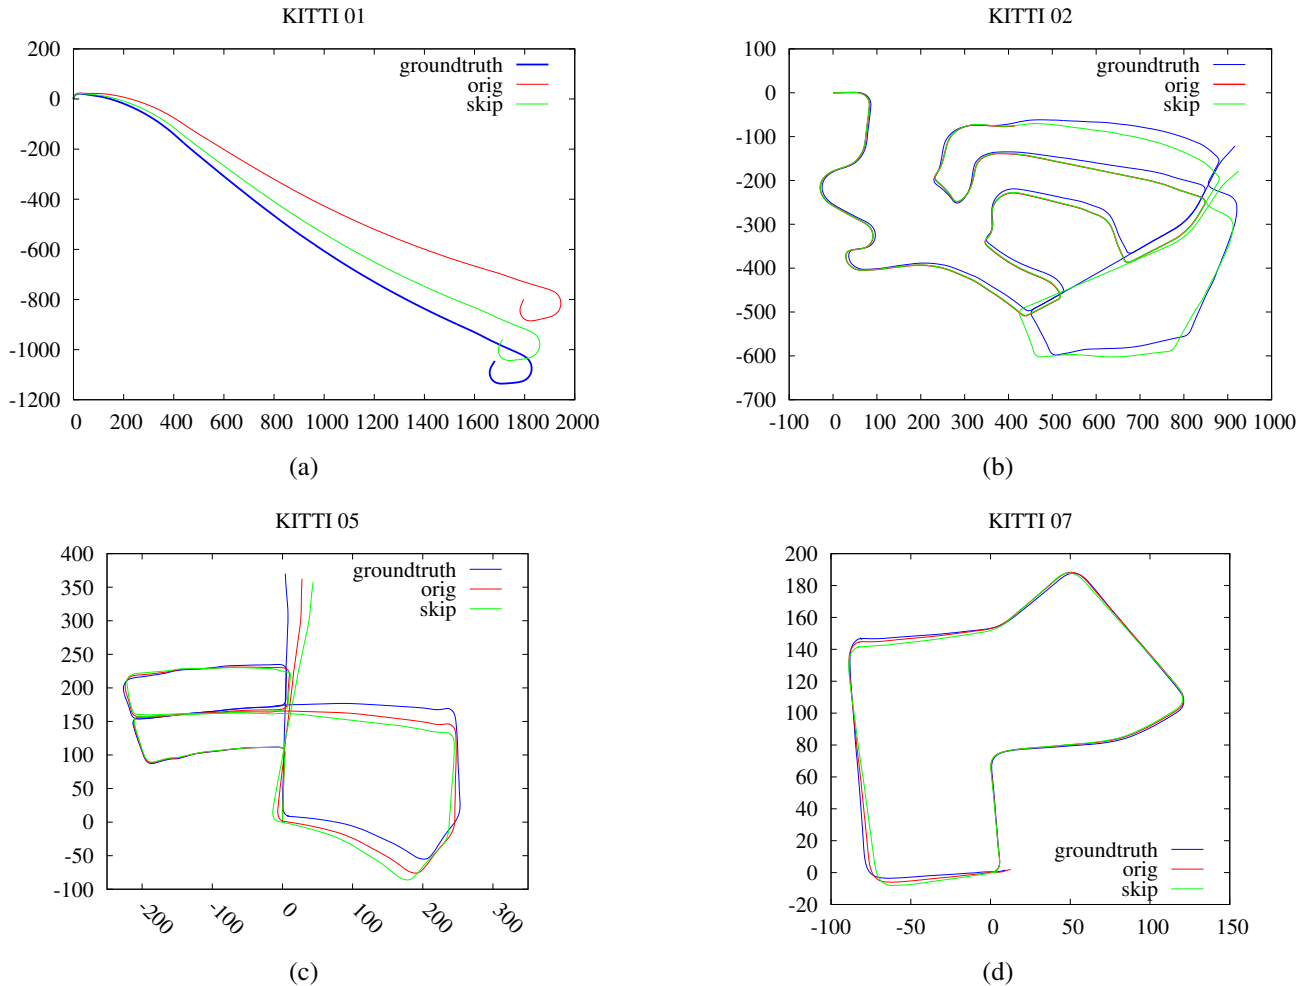 KITTI 01
200
0
-200
-400
-600
-800
-1000
-1200
0 200 400 600 800 1000 1200 1400 1600 1800 2000
groundtruth
orig
skip
(a)
KITTI 02
100
0
-100
-200
-300
-400
-500
-600
-700
-100 0 100 200 300 400 500 600 700 800 900 1000
groundtruth
orig
skip
(b)
KITTI 05
400
350
300
250
200
150
100
50
0
-50
-100
-200 -100 0 100 200 300
groundtruth
orig
skip
(c)
KITTI 07
200
180
160
140
120
100
80
60
40
20
0
-20
-100 -50 0 50 100 150
groundtruth
orig
skip
(d)